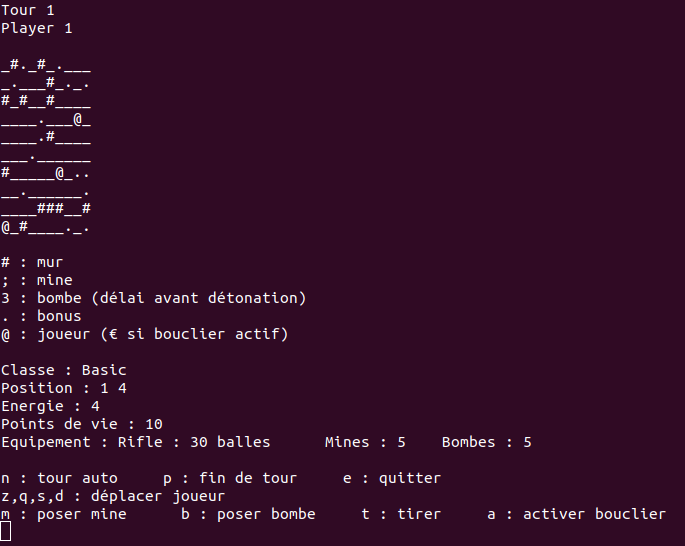 Tour 1
Player 1
_#._#_.___
_.___#_._.
#_#__#____
____.___@_
____.#____
___.______
#_____@_..
__.______.
____###__#
@_#____._.
# : mur
; : mine
3 : bombe (délai avant détonation)
. : bonus
@ : joueur (€ si bouclier actif)
Classe : Basic
Position : 1 4
Energie : 4
Points de vie : 10
Equipement : Rifle : 30 balles      Mines : 5    Bombes : 5
n : tour auto     p : fin de tour     e : quitter
z,q,s,d : déplacer joueur
m : poser mine      b : poser bombe      t : tirer      a : activer bouclier